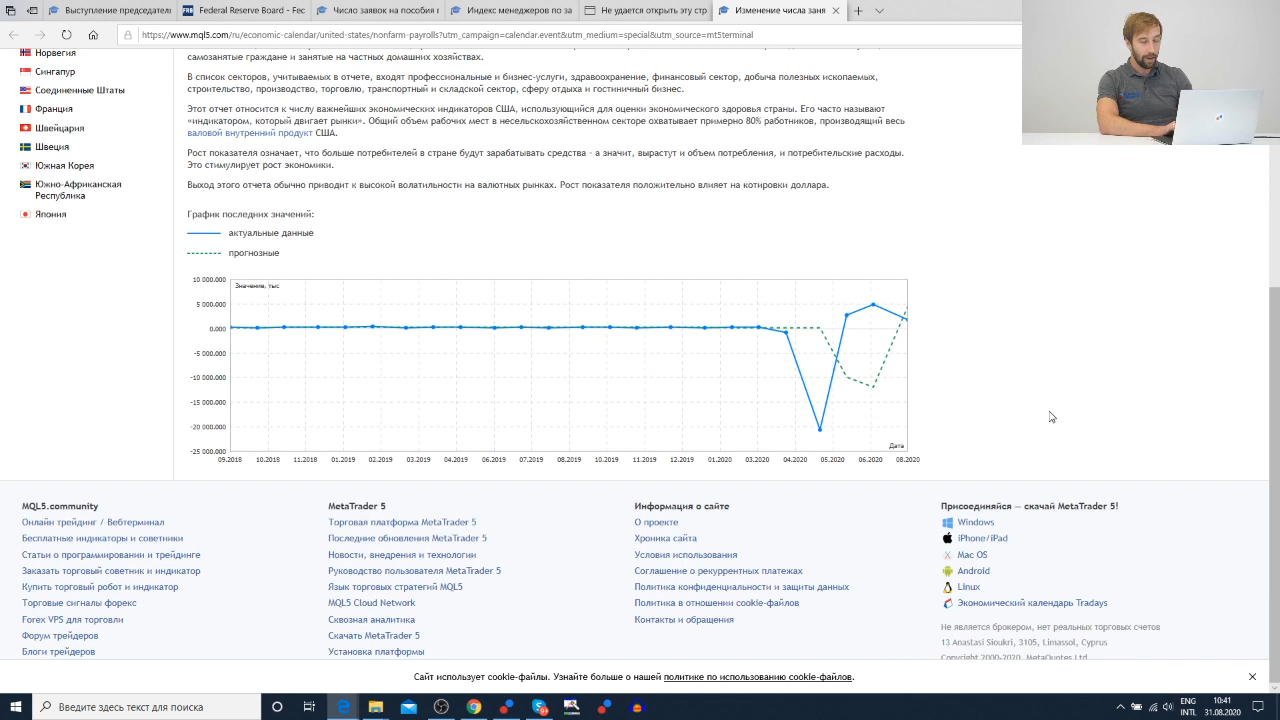 Выступление председателя
Federal Reserve Board - Fec
Число пособий по
Индекс менеджеров по за
Не удается открыть эту стра
Изменение числа заня
https://www.mql5.com/ru/economic-calendar/united-states/nonfarm-payrolls?utm_campaign=calendar.event&utm_medium=special&utm_source=mt5terminal
Норвегия
Сингапур
Соединенные Штаты
Франция
Швейцария
Швеция
Южная Корея
Южно-Африканская
Республика
Япония
самозанятые граждане и занятые на частных домашних хозяйствах.
В список секторов, учитываемых в отчете, входят профессиональные и бизнес-услуги, здравоохранение, финансовый сектор, добыча полезных ископаемых,
строительство, производство, торговлю, транспортный и складской сектор, сферу отдыха и гостиничный бизнес.
Этот отчет относится к числу важнейших экономических индикаторов США, использующийся для оценки экономического здоровья страны. Его часто называют
«индикатором, который двигает рынки». Общий объем рабочих мест в несельскохозяйственном секторе охватывает примерно 80% работников, производящий весь
валовой внутренний продукт США.
Рост показателя означает, что больше потребителей в стране будут зарабатывать средства - а значит, вырастут и объем потребления, и потребительские расходы.
Это стимулирует рост экономики.
Выход этого отчета обычно приводит к высокой волатильности на валютных рынках. Рост показателя положительно влияет на котировки доллара.
График последних значений:
актуальные данные
прогнозные
Значение, тыс
10 000.000
5 000.000
0.000
-5 000.000
-10 000.000
-15 000.000
-20 000.000
-25 000.000
Дата
09.2018 10.2018 11.2018 01.2019 02.2019 03.2019 06.2019 07.2019 08.2019 10.2019 11.2019 12.2019 01.2020 03.2020 04.2020 05.2020 06.2020 08.2020
MQL5.community
Онлайн трейдинг / Вебтерминал
Бесплатные индикаторы и советники
Статьи о программировании и трейдинге
Заказать торговый советник и индикатор
Купить торговый робот и индикатор
Торговые сигналы форекс
Forex VPS для торговли
Форум трейдеров
Блоги трейдеров
MetaTrader 5
Торговая платформа MetaTrader 5
Последние обновления MetaTrader 5
Новости, внедрения и технологии
Руководство пользователя MetaTrader 5
Язык торговых стратегий MQL5
MQL5 Cloud Network
Сквозная аналитика
Скачать MetaTrader 5
Установка платформы
Информация о сайте
О проекте
Хроника сайта
Условия использования
Соглашение о рекуррентных платежах
Политика конфиденциальности и защиты данных
Политика в отношении cookie-файлов
Контакты и обращения
Присоединяйся — скачай MetaTrader 5!
Windows
iPhone/iPad
Mac OS
Android
Linux
Экономический календарь Tradays
Не является брокером, нет реальных торговых счетов
13 Anastasi Sioukri, 3105, Limassol, Cyprus
Copyright 2000-2020, MetaQuotes Ltd
Сайт использует cookie-файлы. Узнайте больше о нашей политике по использованию cookie-файлов.
Введите здесь текст для поиска
ENG
INTL
10:41
31.08.2020